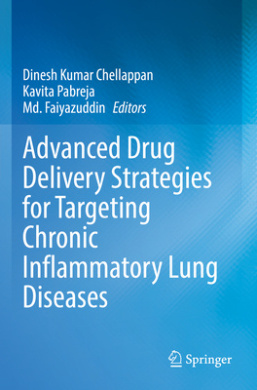 Dinesh Kumar Chellappan
Kavita Pabreja
Md. Faiyazuddin Editors
Advanced Drug
Delivery Strategies
for Targeting
Chronic
Inflammatory Lung
Diseases
Springer